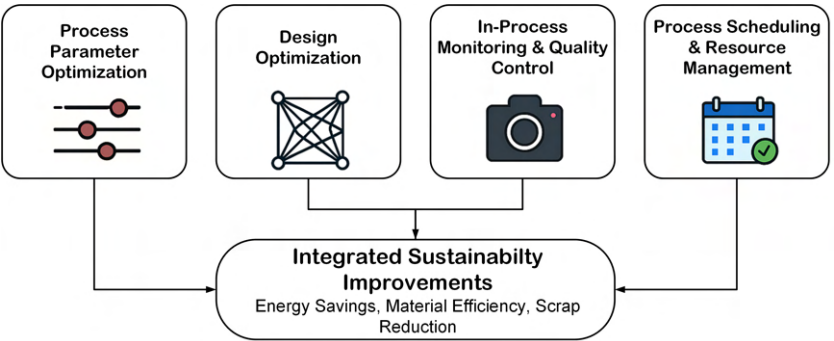 Process
Parameter
Optimization
Design
Optimization
In-Process
Monitoring & Quality
Control
Process Scheduling
& Resource
Management
Integrated Sustainabilty
Improvements
Energy Savings, Material Efficiency, Scrap
Reduction